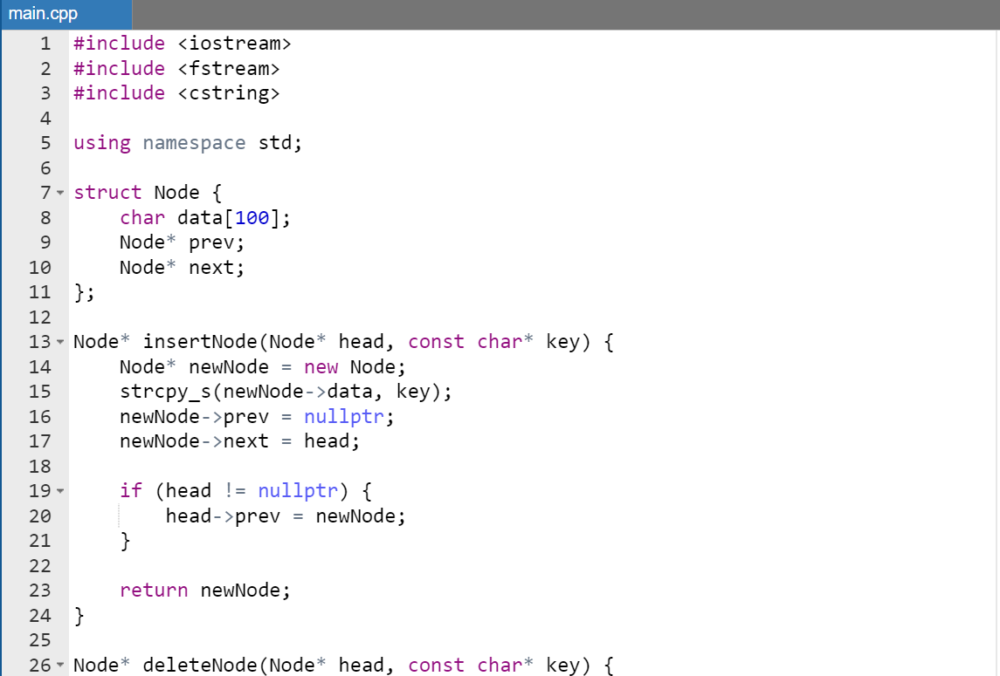 main.cpp
1 #include <iostream>
2 #include <fstream>
3 #include <cstring>
4
5 using namespace std;
6
7 struct Node {
8     char data[100];
9     Node* prev;
10     Node* next;
11 };
12
13 Node* insertNode(Node* head, const char* key) {
14     Node* newNode = new Node;
15     strcpy_s(newNode->data, key);
16     newNode->prev = nullptr;
17     newNode->next = head;
18
19     if (head != nullptr) {
20         head->prev = newNode;
21     }
22
23     return newNode;
24 }
25
26 Node* deleteNode(Node* head, const char* key) {